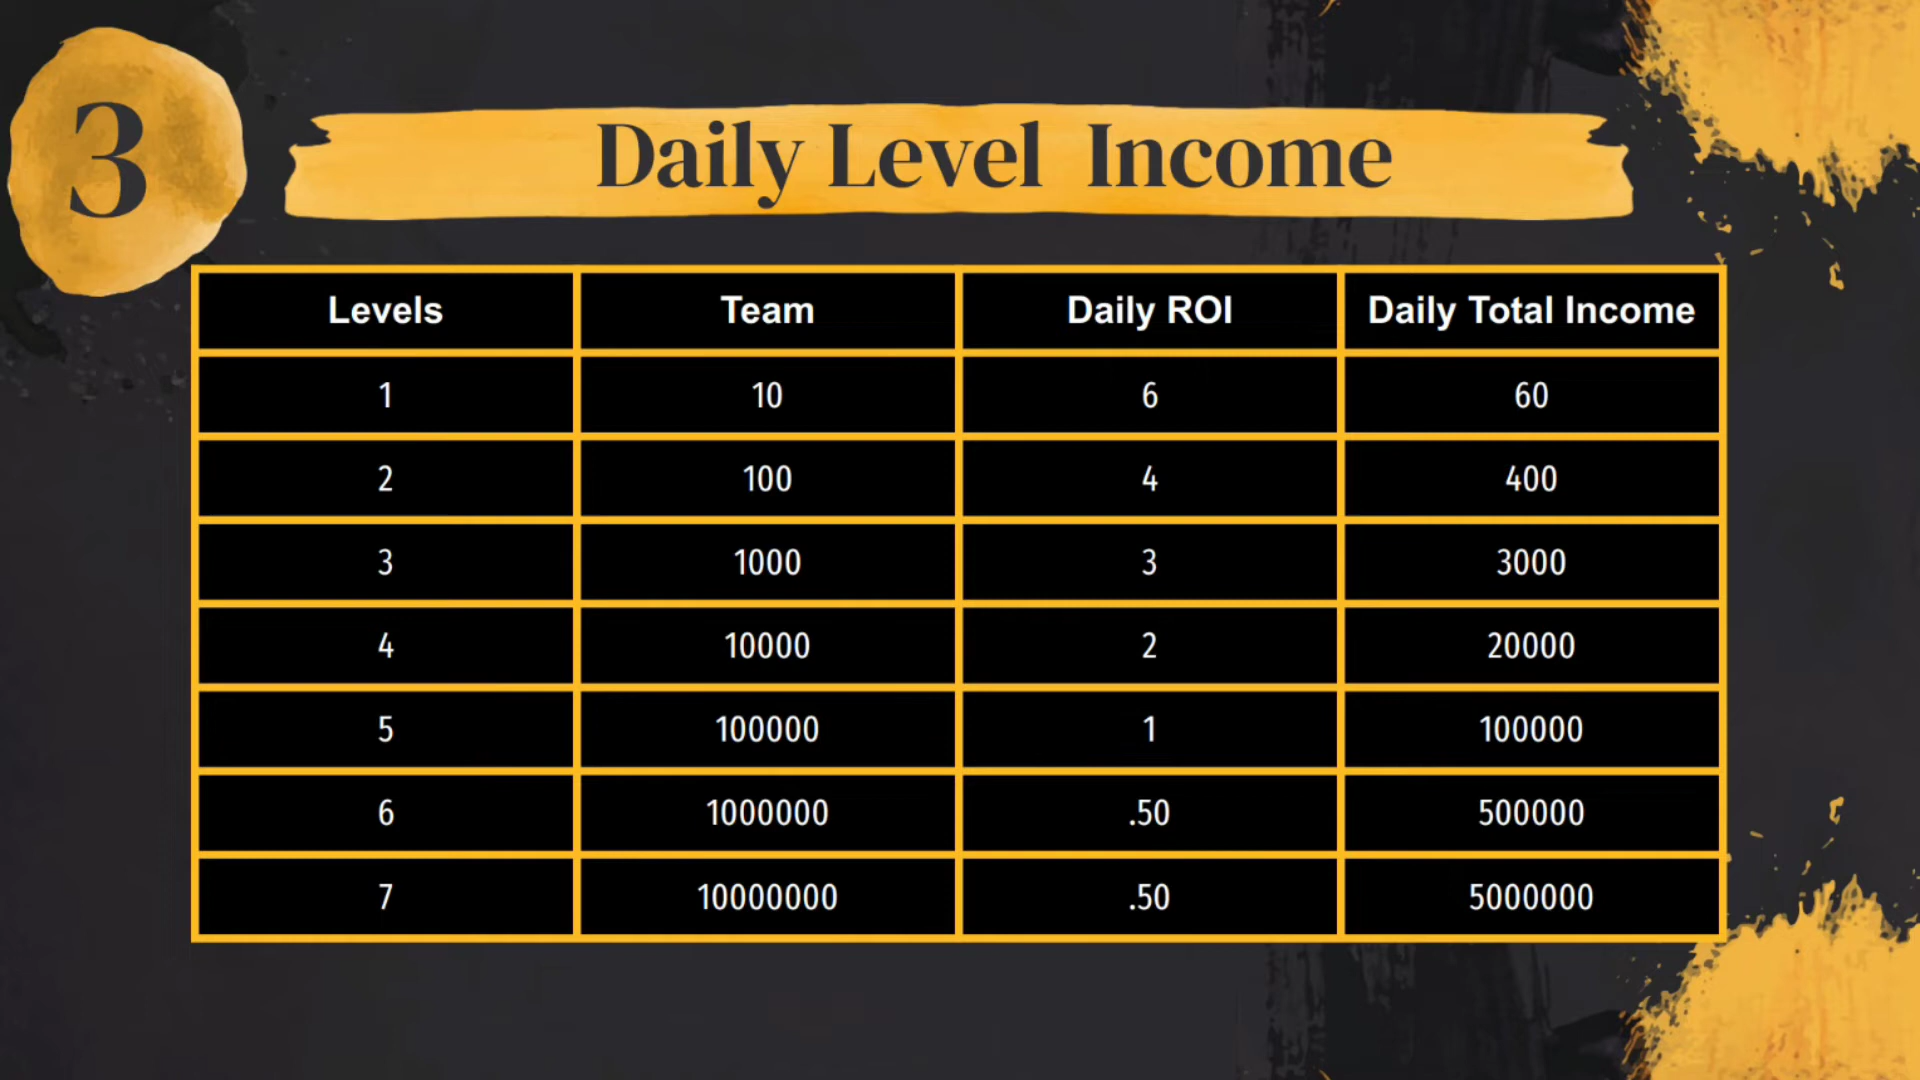 3
Daily Level Income
Levels Team Daily ROI Daily Total Income
1 10 6 60
2 100 4 400
3 1000 3 3000
4 10000 2 20000
5 100000 1 100000
6 1000000 .50 500000
7 10000000 .50 5000000